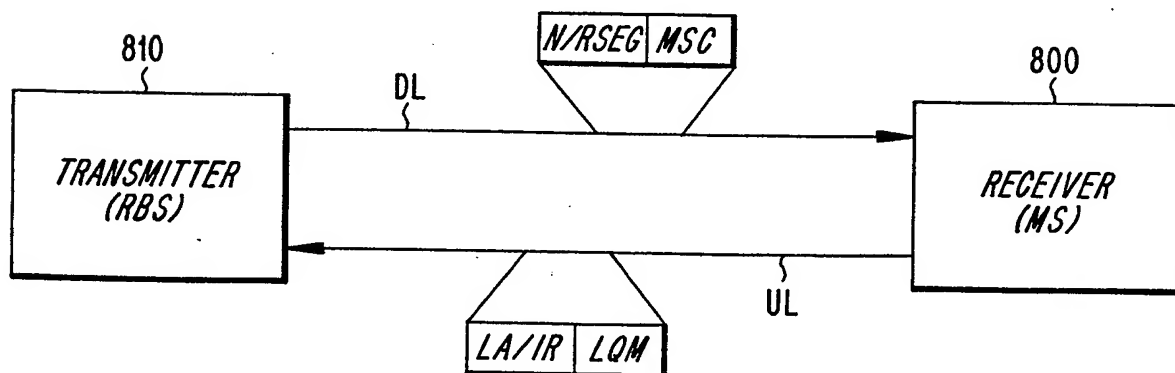 N/RSEG MSC
810
800
DL
TRANSMITTER
(RBS)
RECEIVER
(MS)
UL
LA/IR LQM